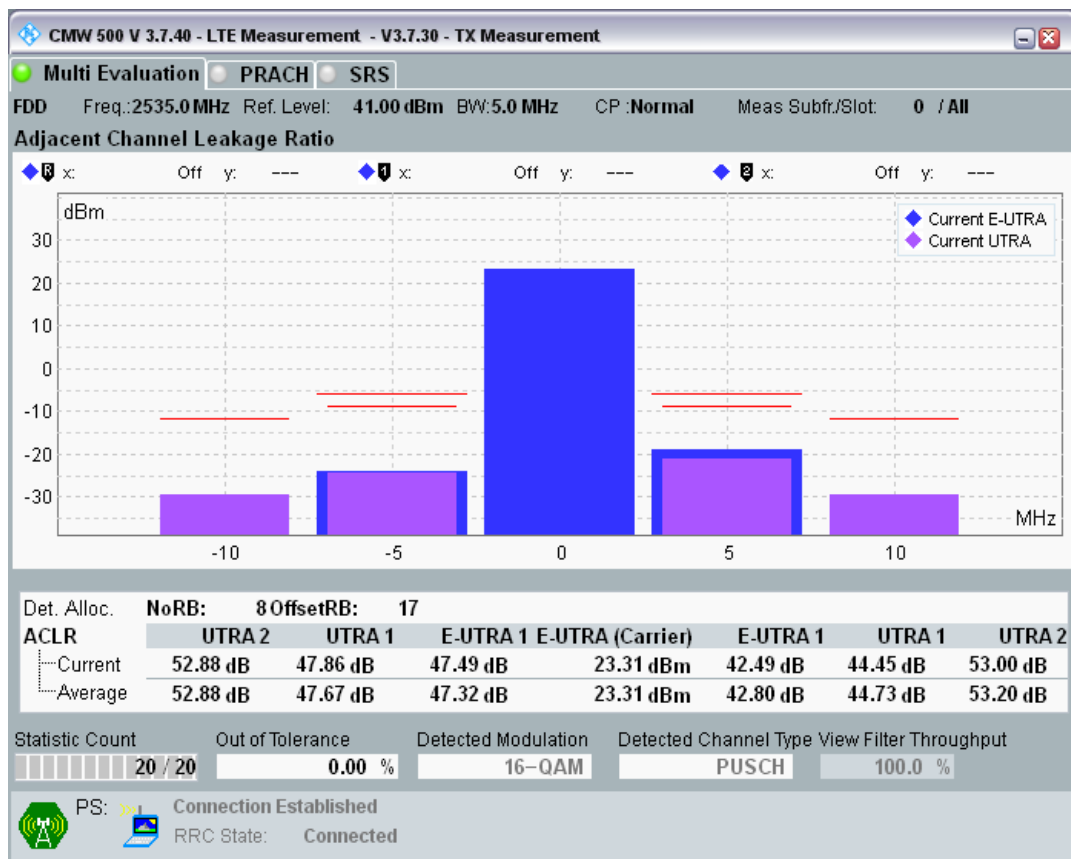 CMW 500 V 3.7.40 - LTE Measurement - V3.7.30 - TX Measurement
Multi Evaluation PRACH SRS
FDD Freg.:2535.0 MHz Ref. Level: 41.00 dBm BW:5.0 MHz CP :Normal Meas Subfr./Slot: 0 / All
Adjacent Channel Leakage Ratio
R x: Off y: --- 1 x: Off y: --- 2 x: Off y: ---
dBm
Current E-UTRA
Current UTRA
30
20
10
0
-10
-20
-30
MHz
-10 -5 0 5 10
Det. Alloc. NoRB: 8 OffsetRB: 17
ACLR UTRA 2 UTRA 1 E-UTRA 1 E-UTRA (Carrier) E-UTRA 1 UTRA 1 UTRA 2
Current 52.88 dB 47.86 dB 47.49 dB 23.31 dBm 42.49 dB 44.45 dB 53.00 dB
Average 52.88 dB 47.67 dB 47.32 dB 23.31 dBm 42.80 dB 44.73 dB 53.20 dB
Statistic Count Out of Tolerance Detected Modulation Detected Channel Type View Filter Throughput
20 / 20 0.00 % 16-QAM PUSCH 100.0 %
PS: Connection Established
RRC State: Connected